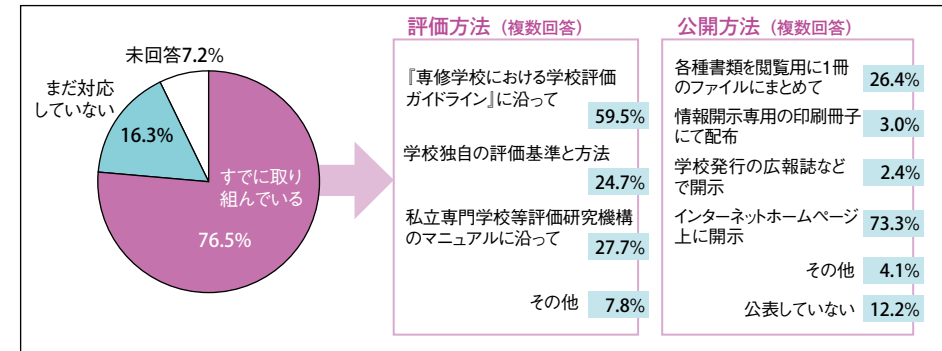 未回答7.2%
まだ対応
していない
16.3%
すでに取り
組んでいる
76.5%
評価方法（複数回答）
『専修学校における学校評価
ガイドライン』に沿って
59.5%
学校独自の評価基準と方法
24.7%
私立専門学校等評価研究機構
のマニュアルに沿って
27.7%
その他 7.8%
公開方法（複数回答）
各種書類を閲覧用に1冊
のファイルにまとめて
26.4%
情報開示専用の印刷冊子
にて配布
3.0%
学校発行の広報誌など
で開示
2.4%
インターネットホームページ
上に開示
73.3%
その他 4.1%
公表していない 12.2%